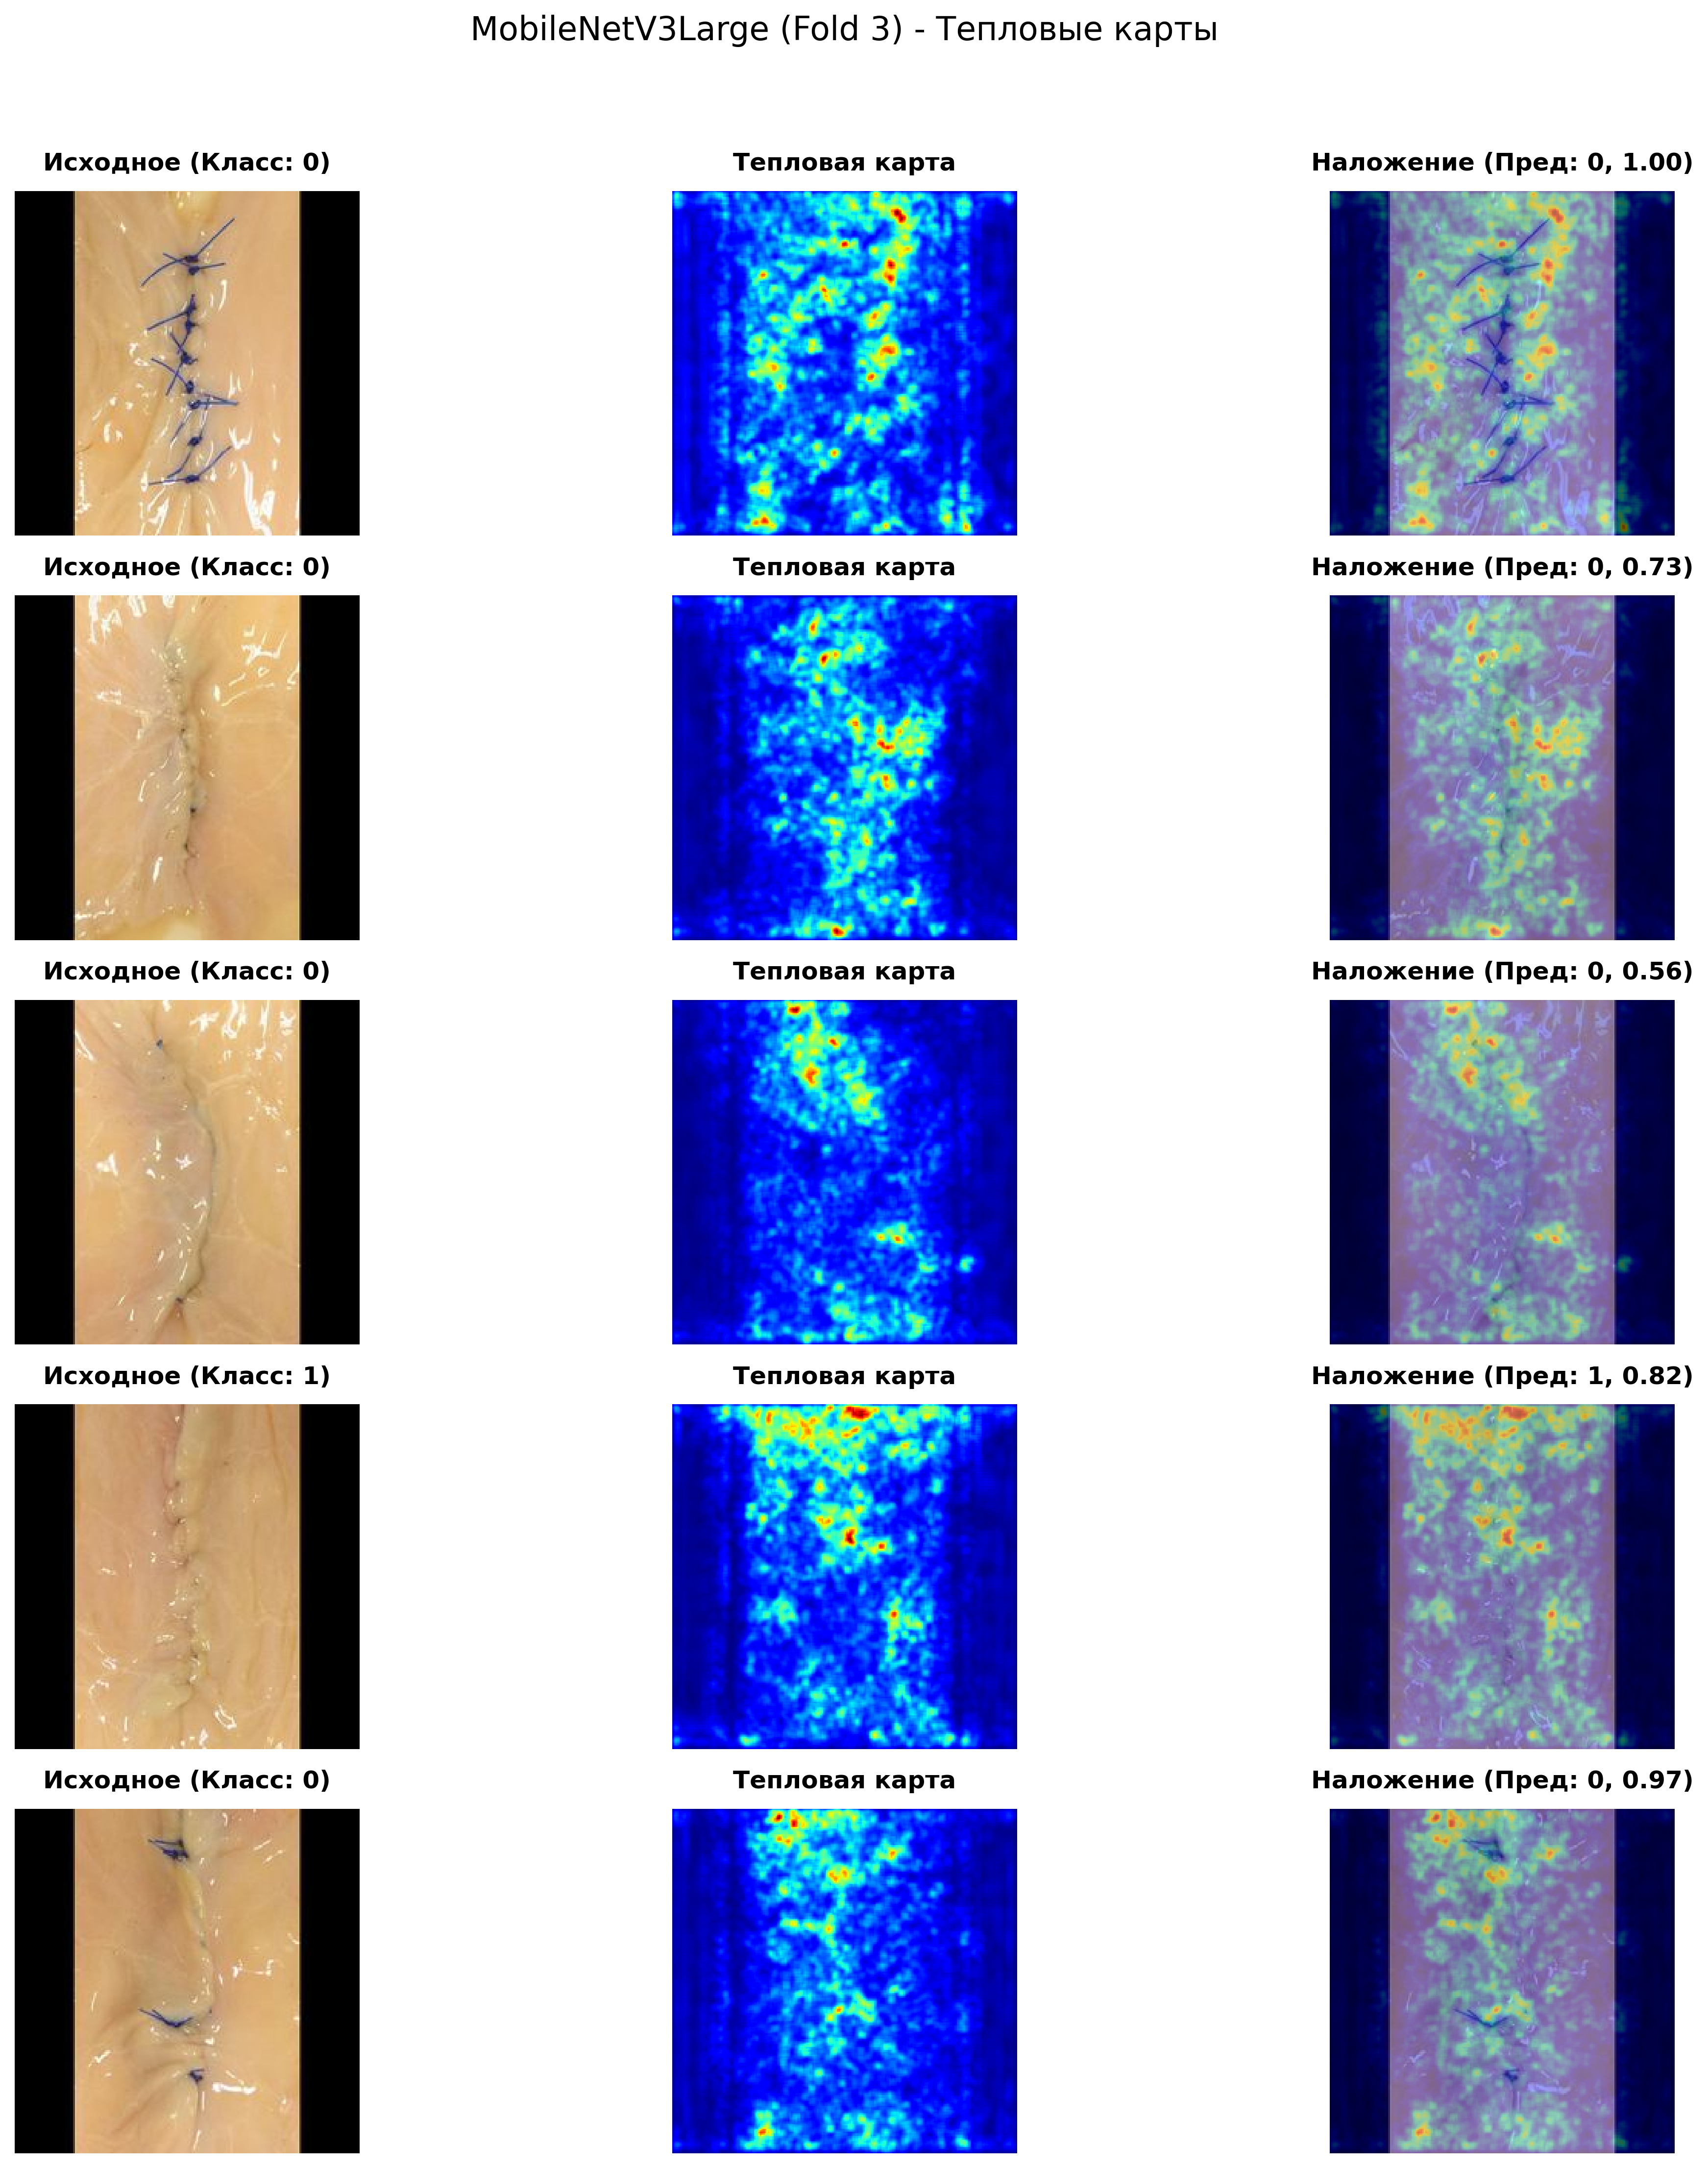 MobileNetV3Large (Fold 3) - Тепловые карты
Исходное (Класс: 0)
Тепловая карта
Наложение (Пред: 0, 1.00)
Исходное (Класс: 0)
Тепловая карта
Наложение (Пред: 0, 0.73)
Исходное (Класс: 0)
Тепловая карта
Наложение (Пред: 0, 0.56)
Исходное (Класс: 1)
Тепловая карта
Наложение (Пред: 1, 0.82)
Исходное (Класс: 0)
Тепловая карта
Наложение (Пред: 0, 0.97)